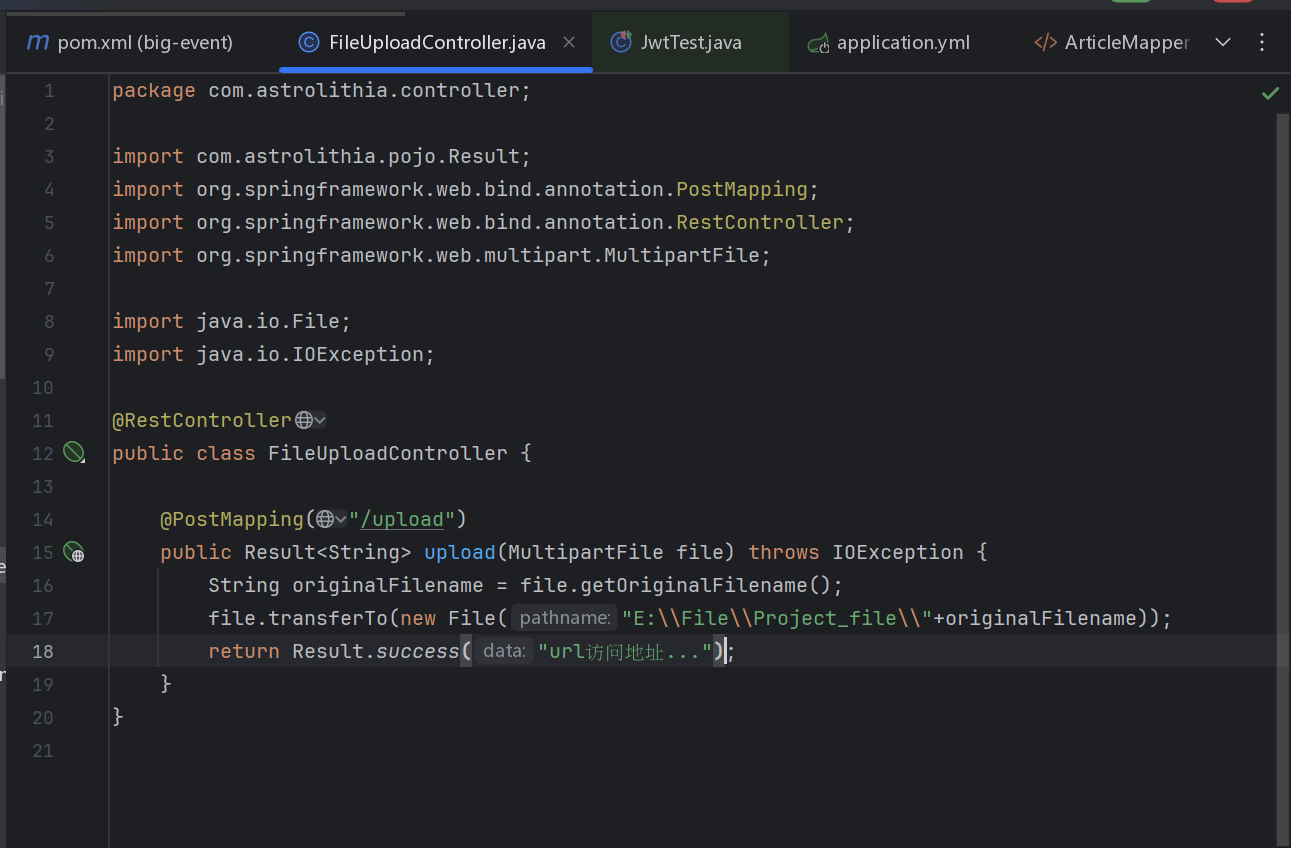 m pom.xml (big-event) FileUploadController.java JwtTest.java application.yml </> ArticleMapper
1 package com.astrolithia.controller;
2
3 import com.astrolithia.pojo.Result;
4 import org.springframework.web.bind.annotation.PostMapping;
5 import org.springframework.web.bind.annotation.RestController;
6 import org.springframework.web.multipart.MultipartFile;
7
8 import java.io.File;
9 import java.io.IOException;
10
11 @RestController
12 public class FileUploadController {
13
14     @PostMapping("/upload")
15     public Result<String> upload(MultipartFile file) throws IOException {
16         String originalFilename = file.getOriginalFilename();
17         file.transferTo(new File( pathname: "E:\\File\\Project_file\\"+originalFilename));
18         return Result.success( data: "url访问地址...");
19     }
20 }
21